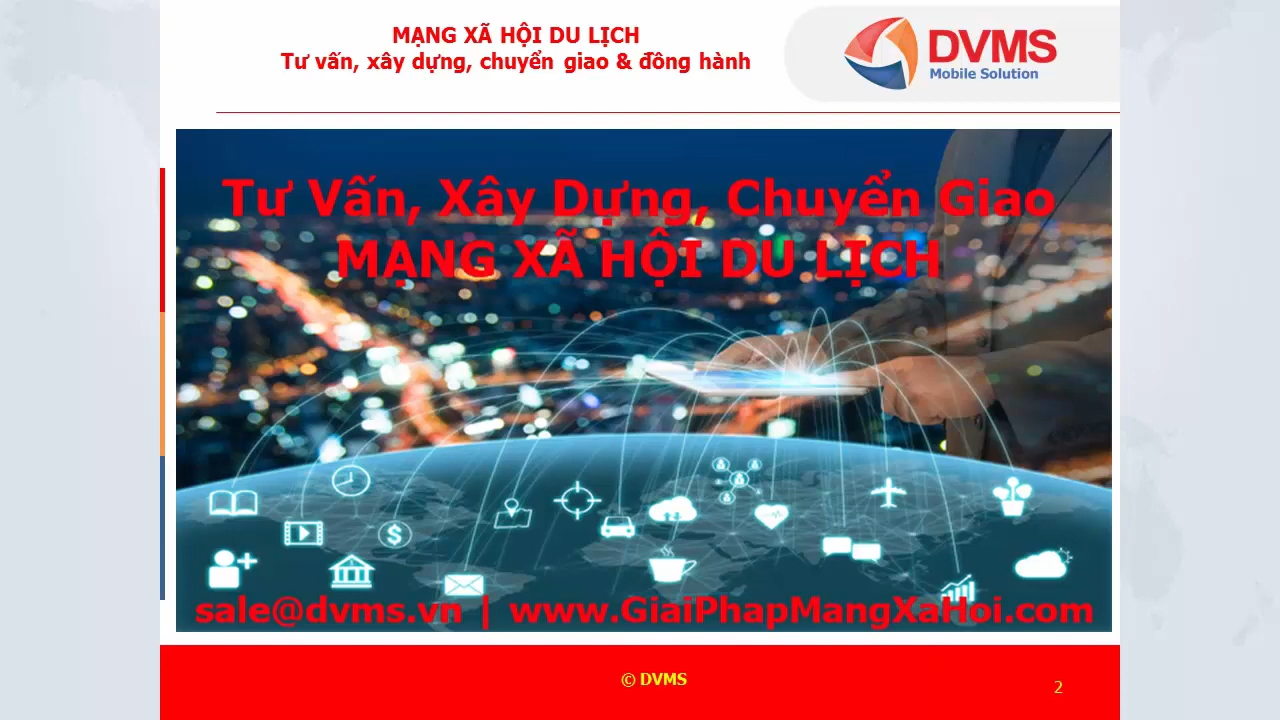 MẠNG XÃ HỘI DU LỊCH
Tư vấn, xây dựng, chuyển giao & đồng hành
DVMS
Mobile Solution
Tư Vấn, Xây Dựng, Chuyển Giao
MẠNG XÃ HỘI DU LỊCH
sale@dvms.vn | www.GiaiPhapMangXaHoi.com
© DVMS
2